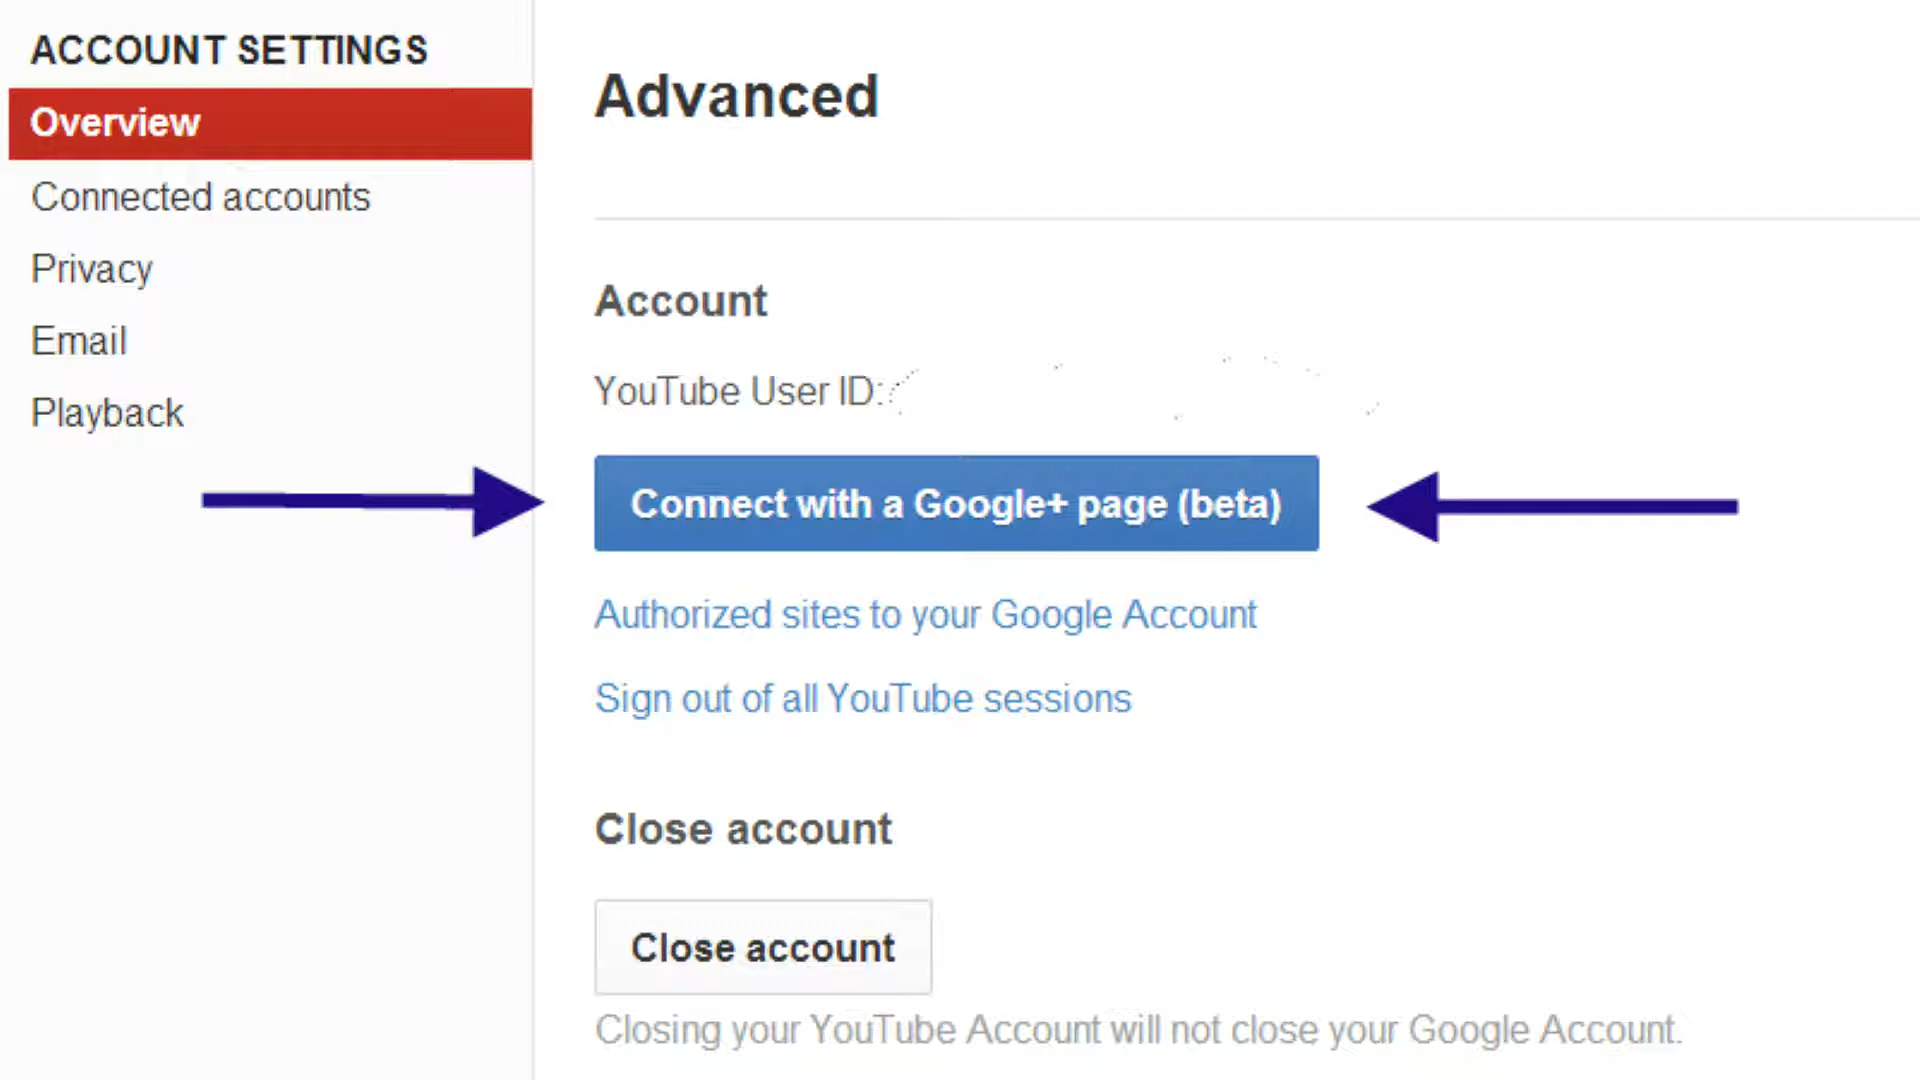 ACCOUNT SETTINGS
Overview
Connected accounts
Privacy
Email
Playback
Advanced
Account
YouTube User ID:
Connect with a Google+ page (beta)
Authorized sites to your Google Account
Sign out of all YouTube sessions
Close account
Close account
Closing your YouTube Account will not close your Google Account.